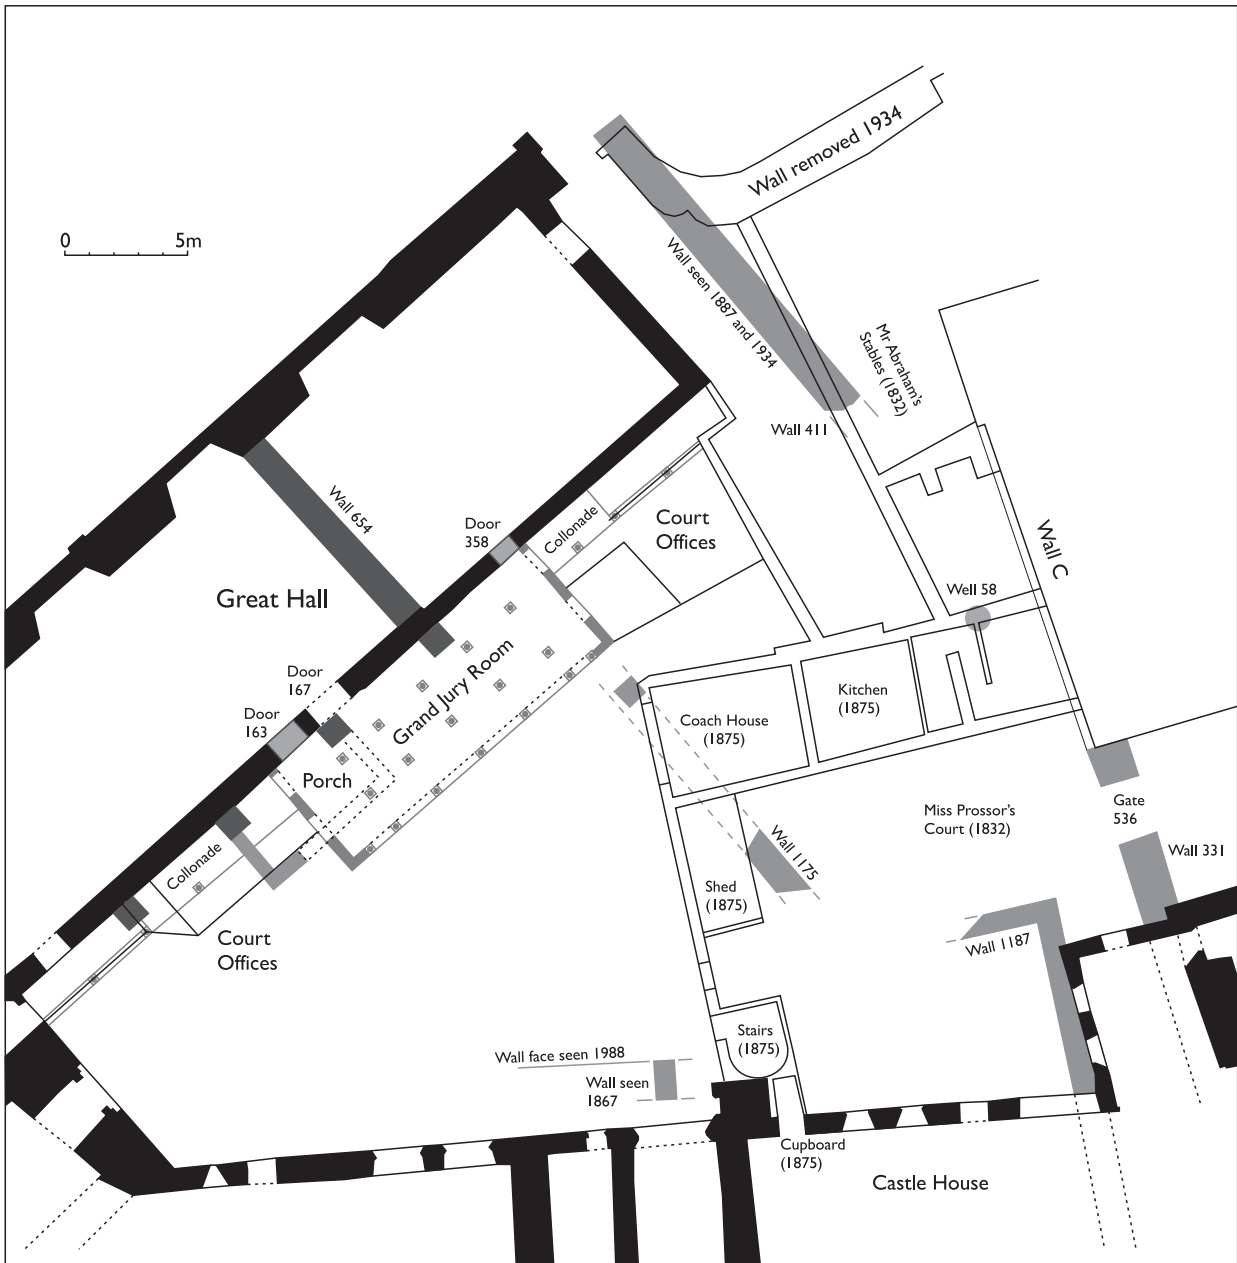 Wall removed 1934
0 5m
Wall seen 1887 and 1934
Mr Abraham's
Stables (1832)
Wall 411
Wall 654
Door
358
Collonade
Court
Offices
Wall C
Great Hall
Well 58
Grand Jury Room
Door
167
Door
163
Kitchen
(1875)
Coach House
(1875)
Porch
Miss Prossor's
Court (1832)
Gate
536
Wall 331
Wall 1175
Collonade
Shed
(1875)
Court
Offices
Wall 1187
Stairs
(1875)
Wall face seen 1988
Wall seen
1867
Cupboard
(1875)
Castle House